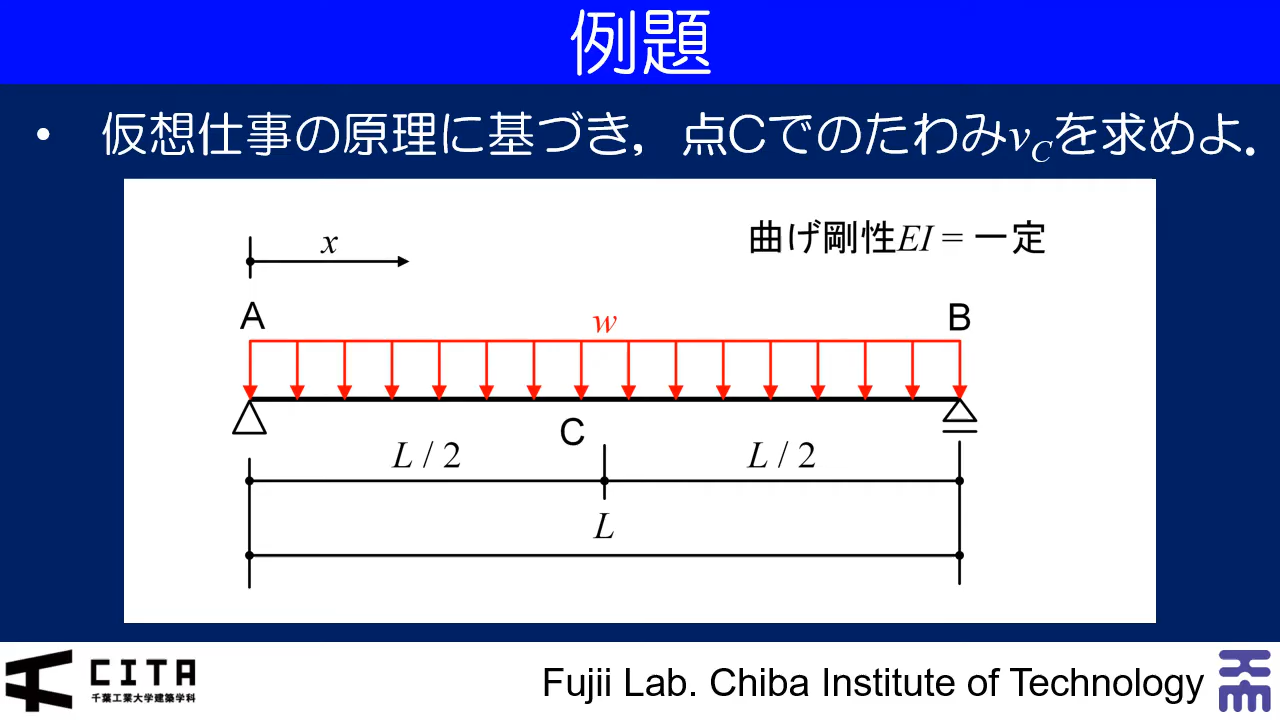 例題
• 仮想仕事の原理に基づき，点CでのたわみvCを求めよ．
曲げ剛性EI = 一定
x
A
w
B
C
L / 2
L / 2
L
CITA
千葉工業大学建築学科
Fujii Lab. Chiba Institute of Technology